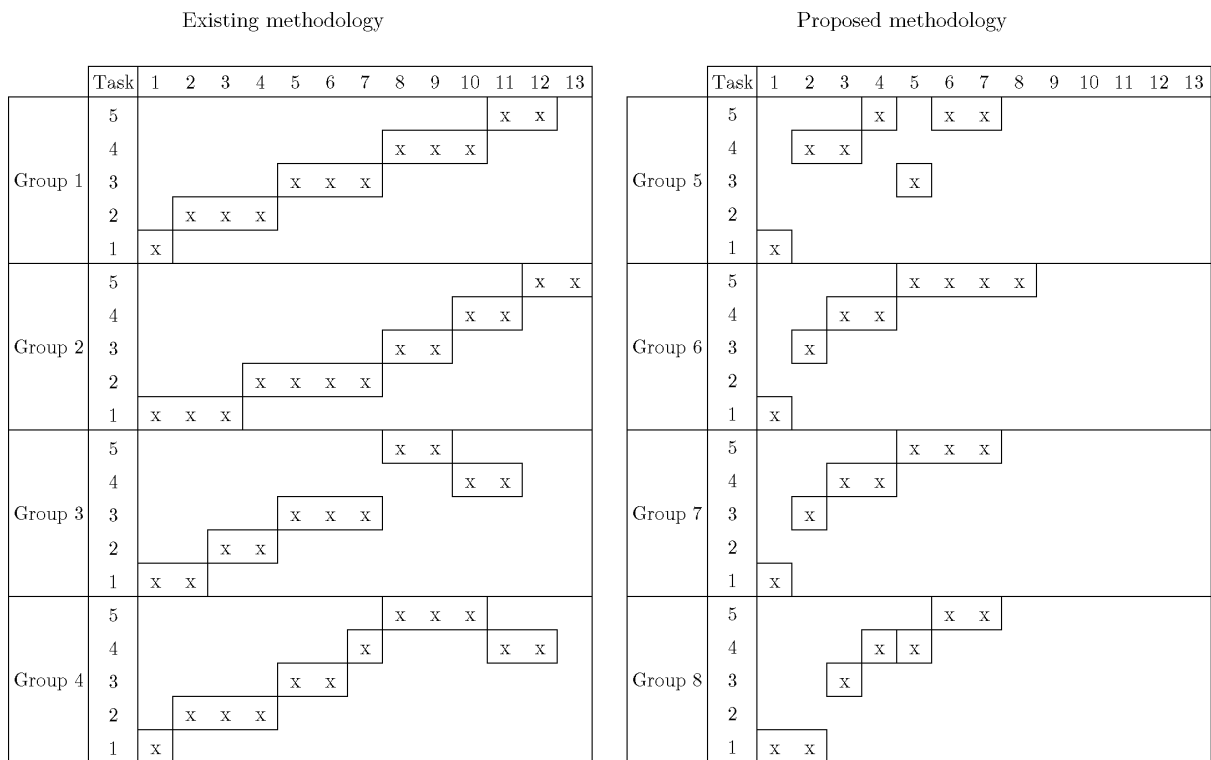 Existing methodology Proposed methodology
Task 1 2 3 4 5 6 7 8 9 10 11 12 13 Task 1 2 3 4 5 6 7 8 9 10 11 12 13
5 x x 5 x x x
4 x x x 4 x x
Group 1 3 x x x Group 5 3 x
2 x x x 2
1 x 1 x
5 x x 5 x x x x
4 x x 4 x x
Group 2 3 x x Group 6 3 x
2 x x x x 2
1 x x x 1 x
5 x x 5 x x x
4 x x 4 x x
Group 3 3 x x x Group 7 3 x
2 x x 2
1 x x 1 x
5 x x x 5 x x
4 x x x 4 x x
Group 4 3 x x Group 8 3 x
2 x x x 2
1 x 1 x x